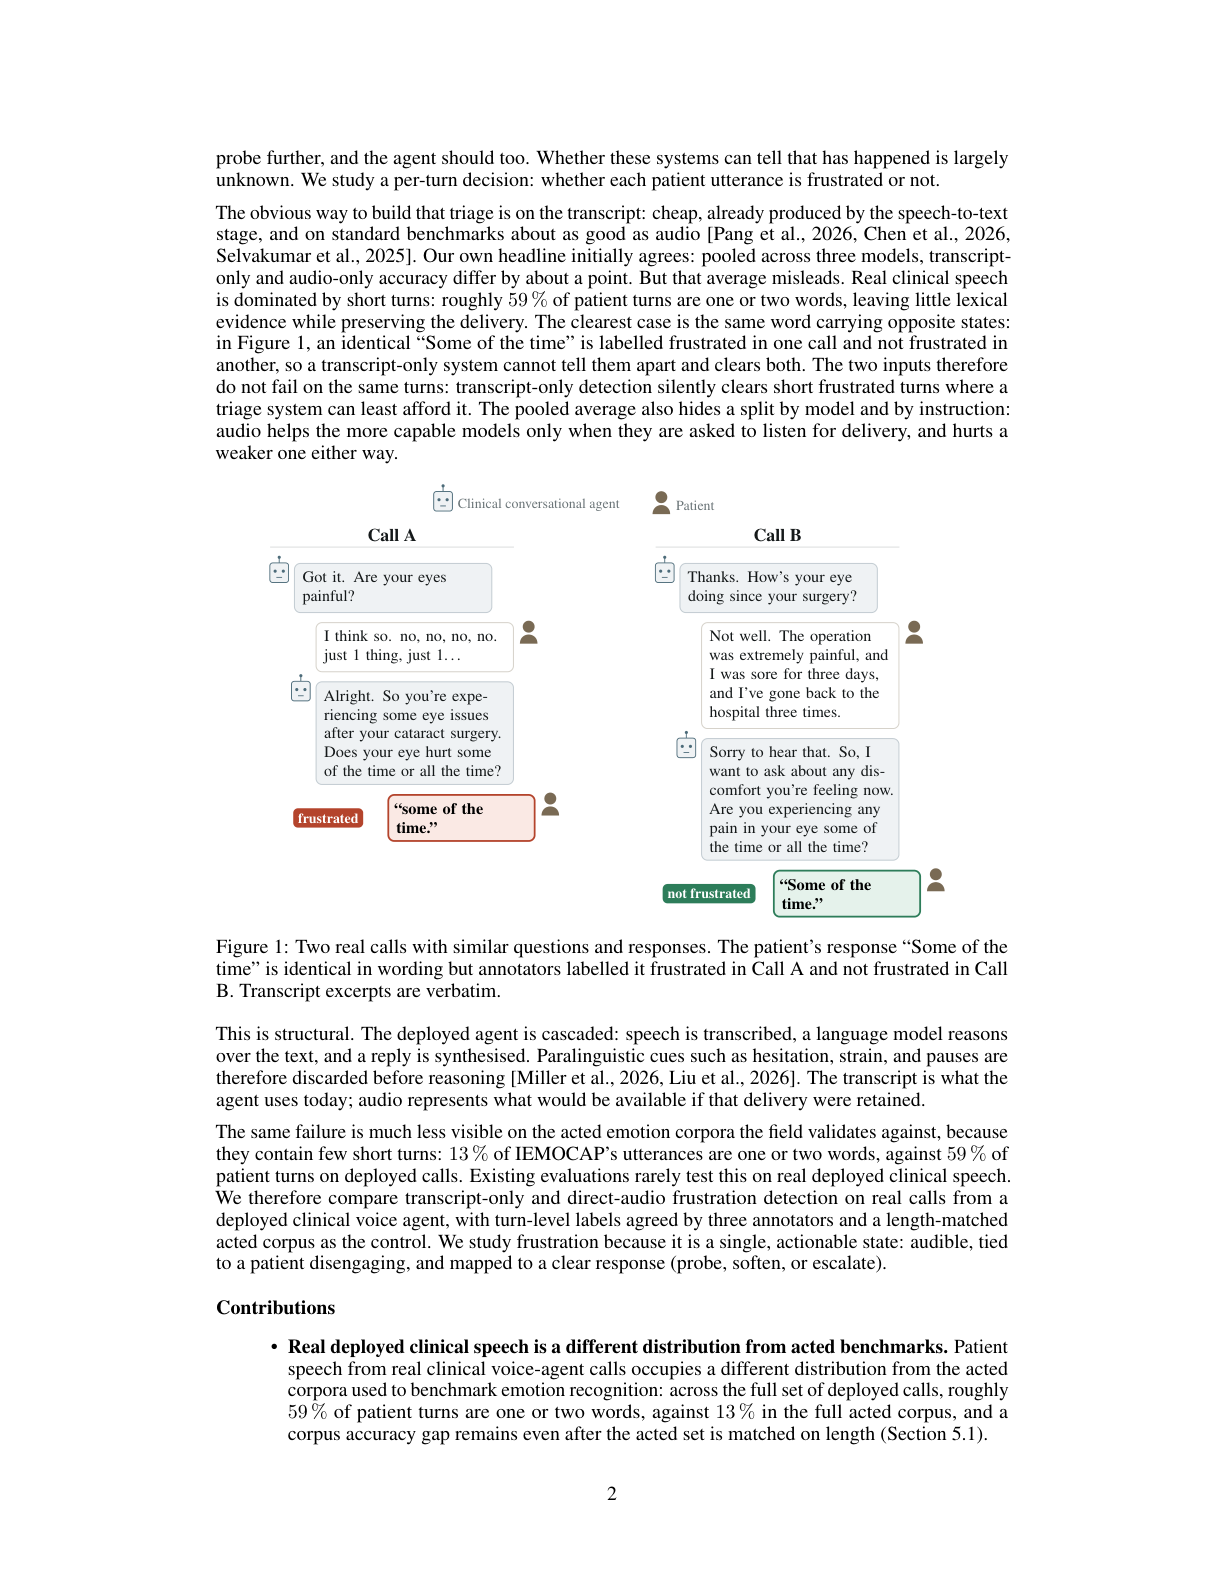 probe further, and the agent should too. Whether these systems can tell that has happened is largely
unknown. We study a per-turn decision: whether each patient utterance is frustrated or not.
The obvious way to build that triage is on the transcript: cheap, already produced by the speech-to-text
stage, and on standard benchmarks about as good as audio [Pang et al., 2026, Chen et al., 2026,
Selvakumar et al., 2025]. Our own headline initially agrees: pooled across three models, transcript-
only and audio-only accuracy differ by about a point. But that average misleads. Real clinical speech
is dominated by short turns: roughly 59 % of patient turns are one or two words, leaving little lexical
evidence while preserving the delivery. The clearest case is the same word carrying opposite states:
in Figure 1, an identical “Some of the time” is labelled frustrated in one call and not frustrated in
another, so a transcript-only system cannot tell them apart and clears both. The two inputs therefore
do not fail on the same turns: transcript-only detection silently clears short frustrated turns where a
triage system can least afford it. The pooled average also hides a split by model and by instruction:
audio helps the more capable models only when they are asked to listen for delivery, and hurts a
weaker one either way.
Clinical conversational agent
Patient
Call A
Got it. Are your eyes
painful?
I think so. no, no, no, no.
just 1 thing, just 1…
Alright. So you're expe-
riencing some eye issues
after your cataract surgery.
Does your eye hurt some
of the time or all the time?
frustrated
“some of the
time.”
Call B
Thanks. How's your eye
doing since your surgery?
Not well. The operation
was extremely painful, and
I was sore for three days,
and I've gone back to the
hospital three times.
Sorry to hear that. So, I
want to ask about any dis-
comfort you're feeling now.
Are you experiencing any
pain in your eye some of
the time or all the time?
not frustrated
“Some of the
time.”
Figure 1: Two real calls with similar questions and responses. The patient's response “Some of the
time” is identical in wording but annotators labelled it frustrated in Call A and not frustrated in Call
B. Transcript excerpts are verbatim.
This is structural. The deployed agent is cascaded: speech is transcribed, a language model reasons
over the text, and a reply is synthesised. Paralinguistic cues such as hesitation, strain, and pauses are
therefore discarded before reasoning [Miller et al., 2026, Liu et al., 2026]. The transcript is what the
agent uses today; audio represents what would be available if that delivery were retained.
The same failure is much less visible on the acted emotion corpora the field validates against, because
they contain few short turns: 13 % of IEMOCAP's utterances are one or two words, against 59 % of
patient turns on deployed calls. Existing evaluations rarely test this on real deployed clinical speech.
We therefore compare transcript-only and direct-audio frustration detection on real calls from a
deployed clinical voice agent, with turn-level labels agreed by three annotators and a length-matched
acted corpus as the control. We study frustration because it is a single, actionable state: audible, tied
to a patient disengaging, and mapped to a clear response (probe, soften, or escalate).
Contributions
• Real deployed clinical speech is a different distribution from acted benchmarks. Patient
speech from real clinical voice-agent calls occupies a different distribution from the acted
corpora used to benchmark emotion recognition: across the full set of deployed calls, roughly
59 % of patient turns are one or two words, against 13 % in the full acted corpus, and a
corpus accuracy gap remains even after the acted set is matched on length (Section 5.1).
2